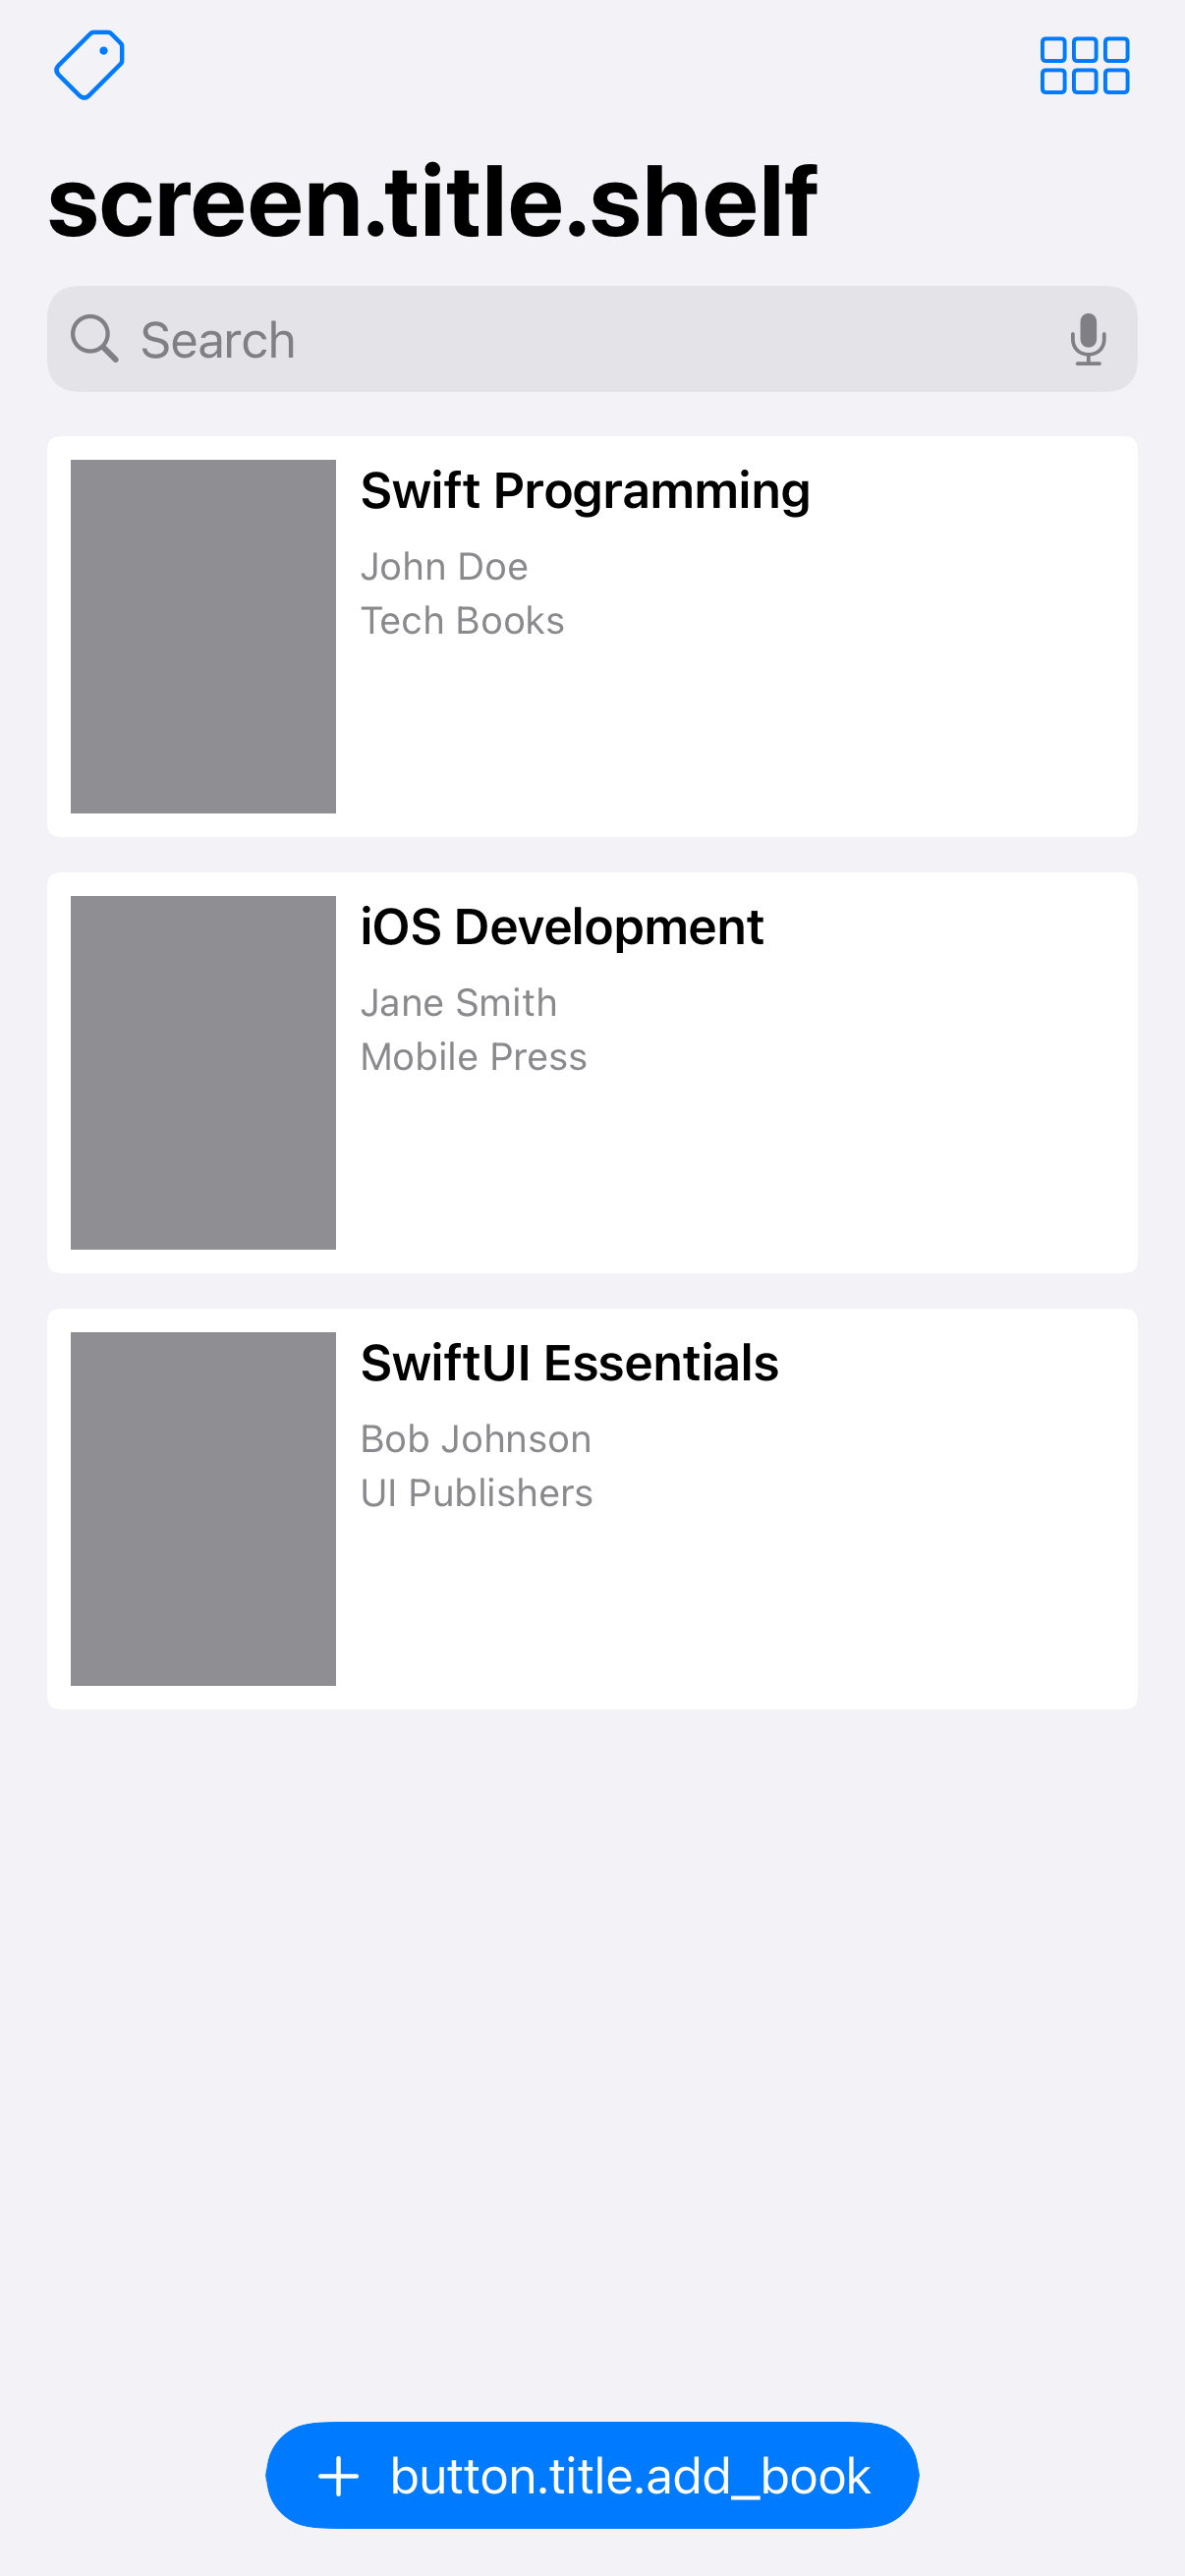 screen.title.shelf
Search
Swift Programming
John Doe
Tech Books
iOS Development
Jane Smith
Mobile Press
SwiftUI Essentials
Bob Johnson
UI Publishers
button.title.add_book